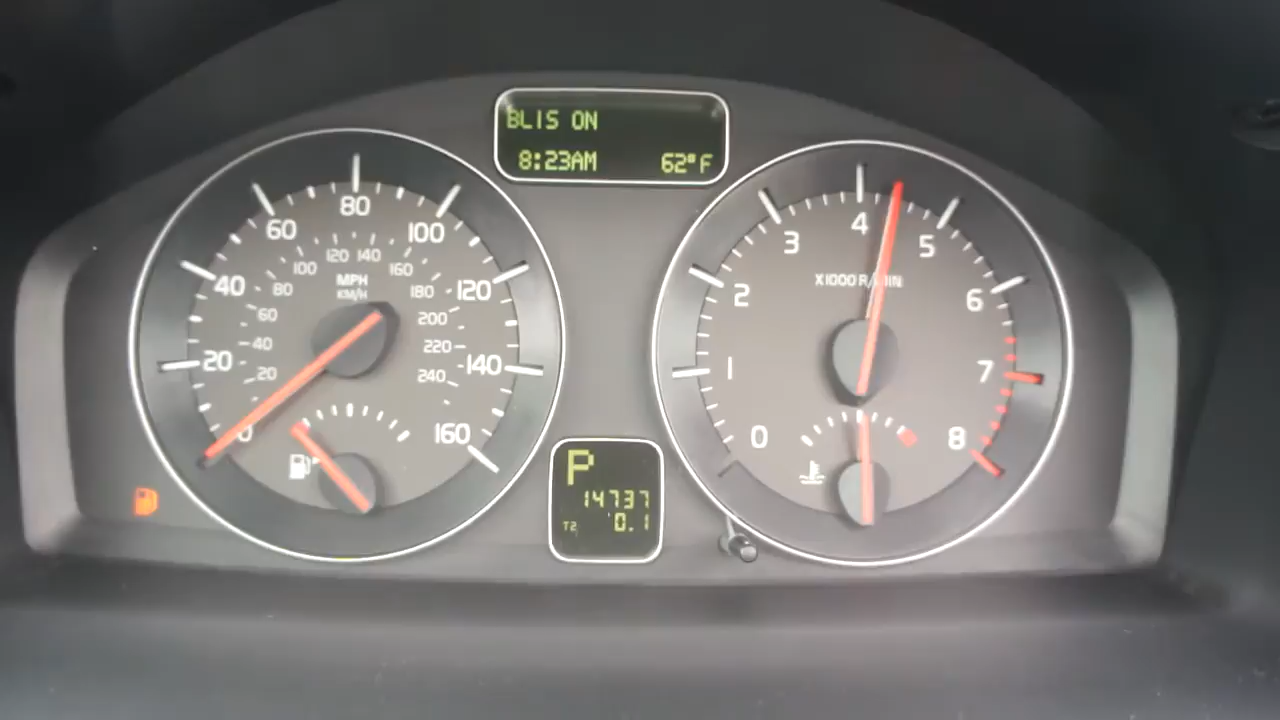 BLIS ON
8:23AM 62°F
0 20 40 60 80 100 120 140 160
20 40 60 80 100 120 140 160 180 200 220 240
MPH
KM/H
0 1 2 3 4 5 6 7 8
P
14737
T2 0.1